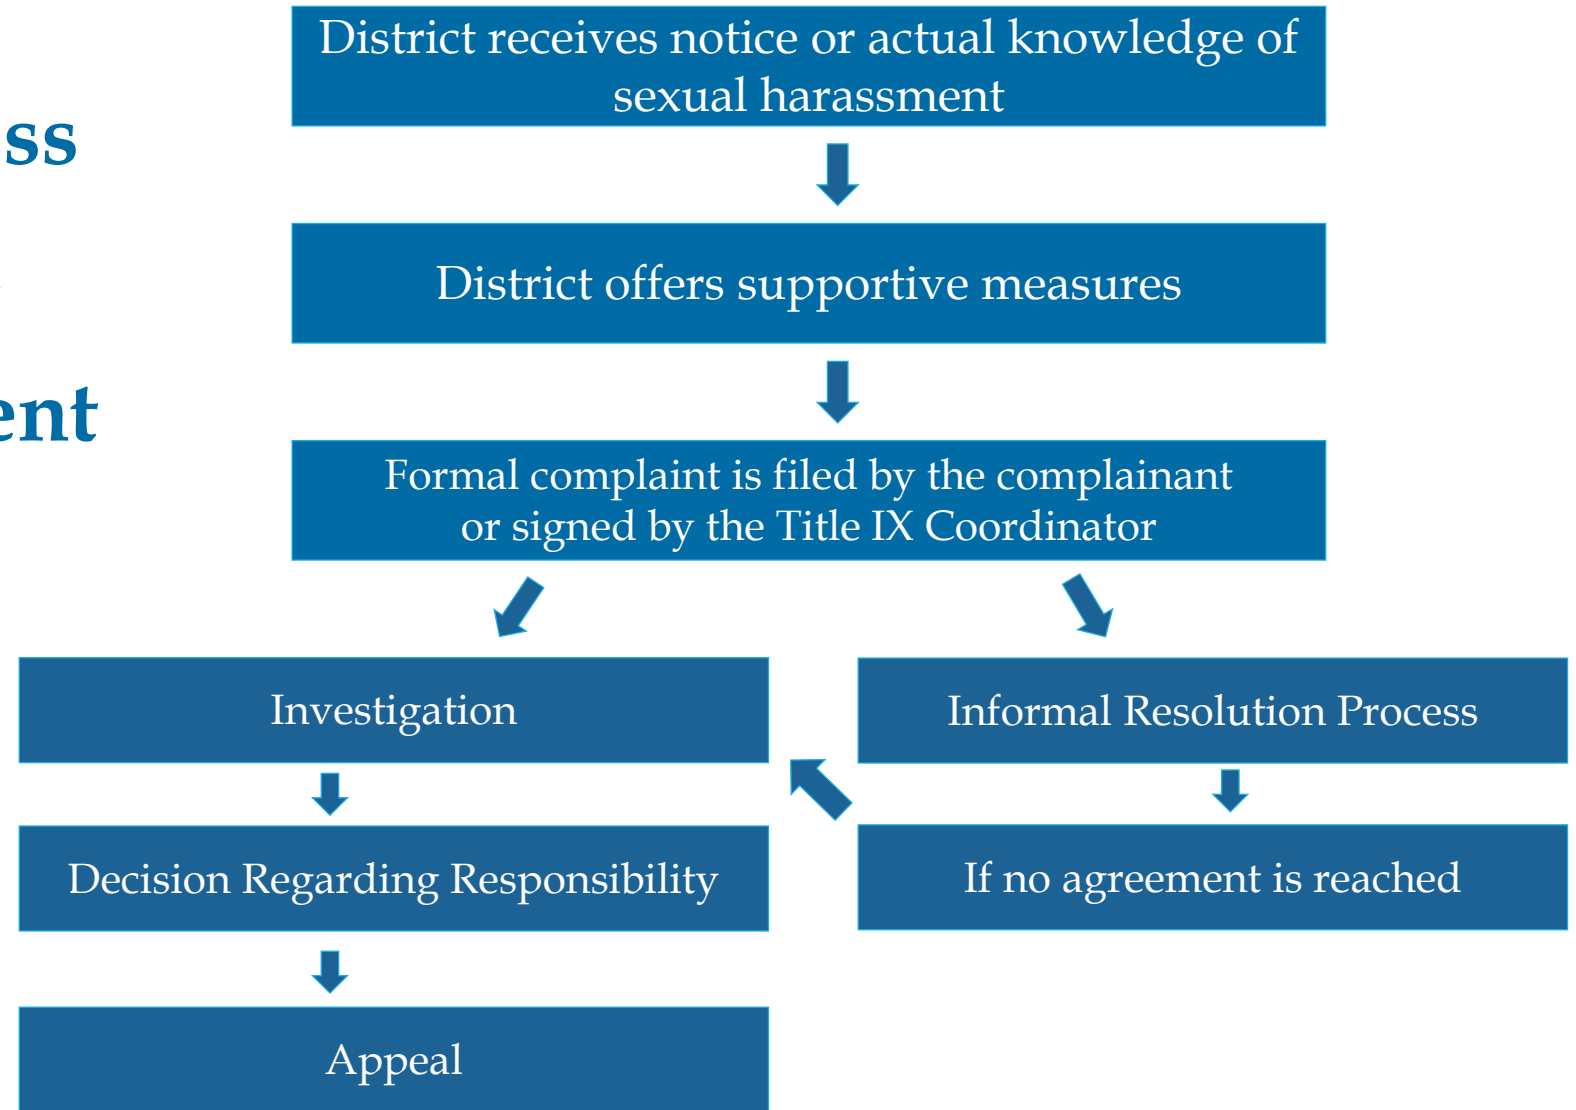 District receives notice or actual knowledge of
sexual harassment
District offers supportive measures
Formal complaint is filed by the complainant
or signed by the Title IX Coordinator
Investigation
Informal Resolution Process
Decision Regarding Responsibility
If no agreement is reached
Appeal
ss
ent